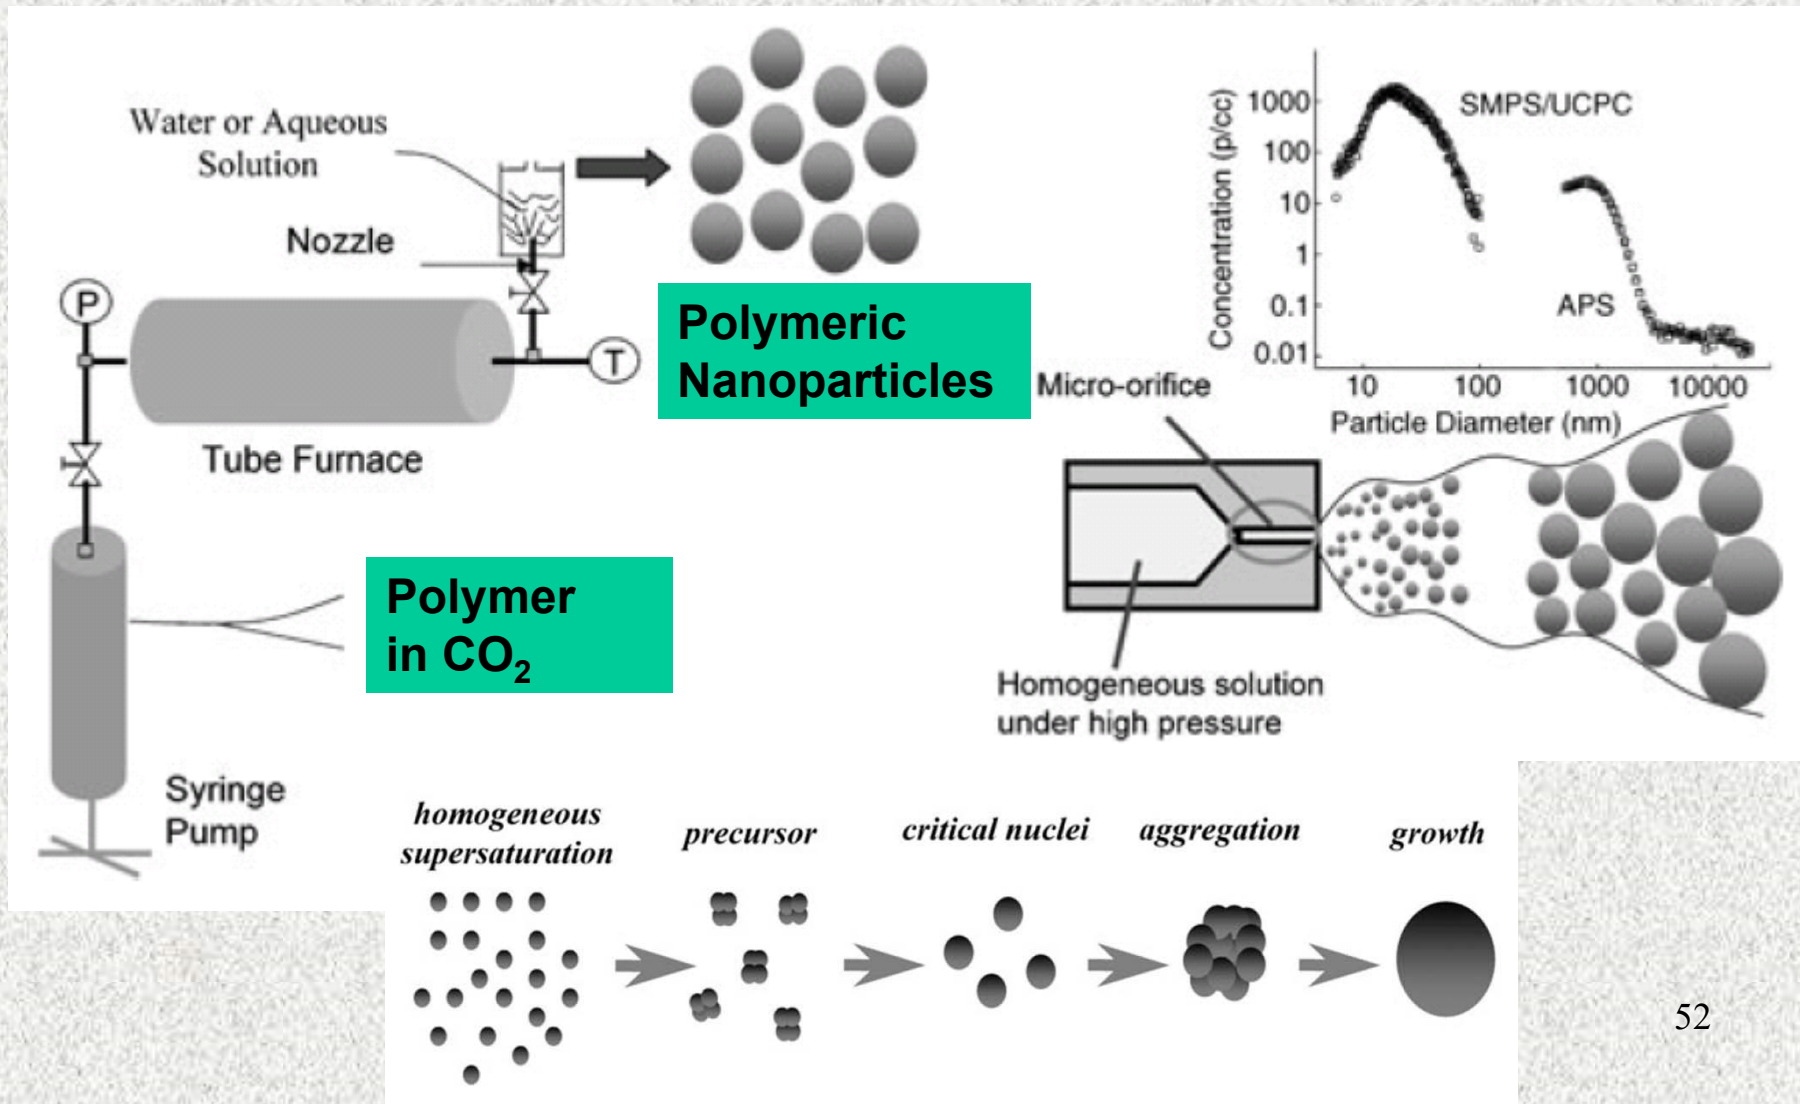 Water or Aqueous
Solution
Nozzle
P
T
Tube Furnace
Polymeric
Nanoparticles
Polymer
in CO₂
Syringe
Pump
Concentration (p/cc)
1000
100
10
1
0.1
0.01
SMPS/UCPC
APS
10 100 1000 10000
Particle Diameter (nm)
Micro-orifice
Homogeneous solution
under high pressure
homogeneous
supersaturation
precursor
critical nuclei
aggregation
growth
52